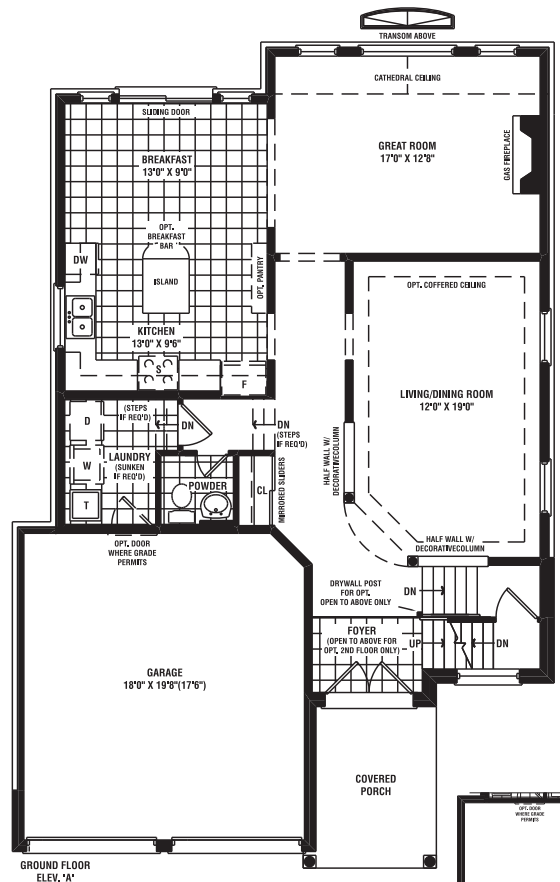 TRANSOM ABOVE
CATHEDRAL CEILING
SLIDING DOOR
BREAKFAST
13'0" X 9'0"
GREAT ROOM
17'0" X 12'8"
GAS FIREPLACE
OPT.
BREAKFAST
BAR
DW
ISLAND
OPT. PANTRY
OPT. COFFERED CEILING
KITCHEN
13'0" X 9'6"
S
F
LIVING/DINING ROOM
12'0" X 19'0"
D
(STEPS
IF REQ'D)
DN
DN
(STEPS
IF REQ'D)
LAUNDRY
(SUNKEN
IF REQ'D)
W
T
POWDER
CL
MIRRORED SLIDERS
HALF WALL W/
DECORATIVECOLUMN
OPT. DOOR
WHERE GRADE
PERMITS
HALF WALL W/
DECORATIVECOLUMN
DRYWALL POST
FOR OPT.
OPEN TO ABOVE ONLY
DN
FOYER
(OPEN TO ABOVE FOR
OPT. 2ND FLOOR ONLY)
UP
DN
GARAGE
18'0" X 19'8"(17'6")
COVERED
PORCH
OPT. DOOR
WHERE GRADE
PERMITS
GROUND FLOOR
ELEV. 'A'